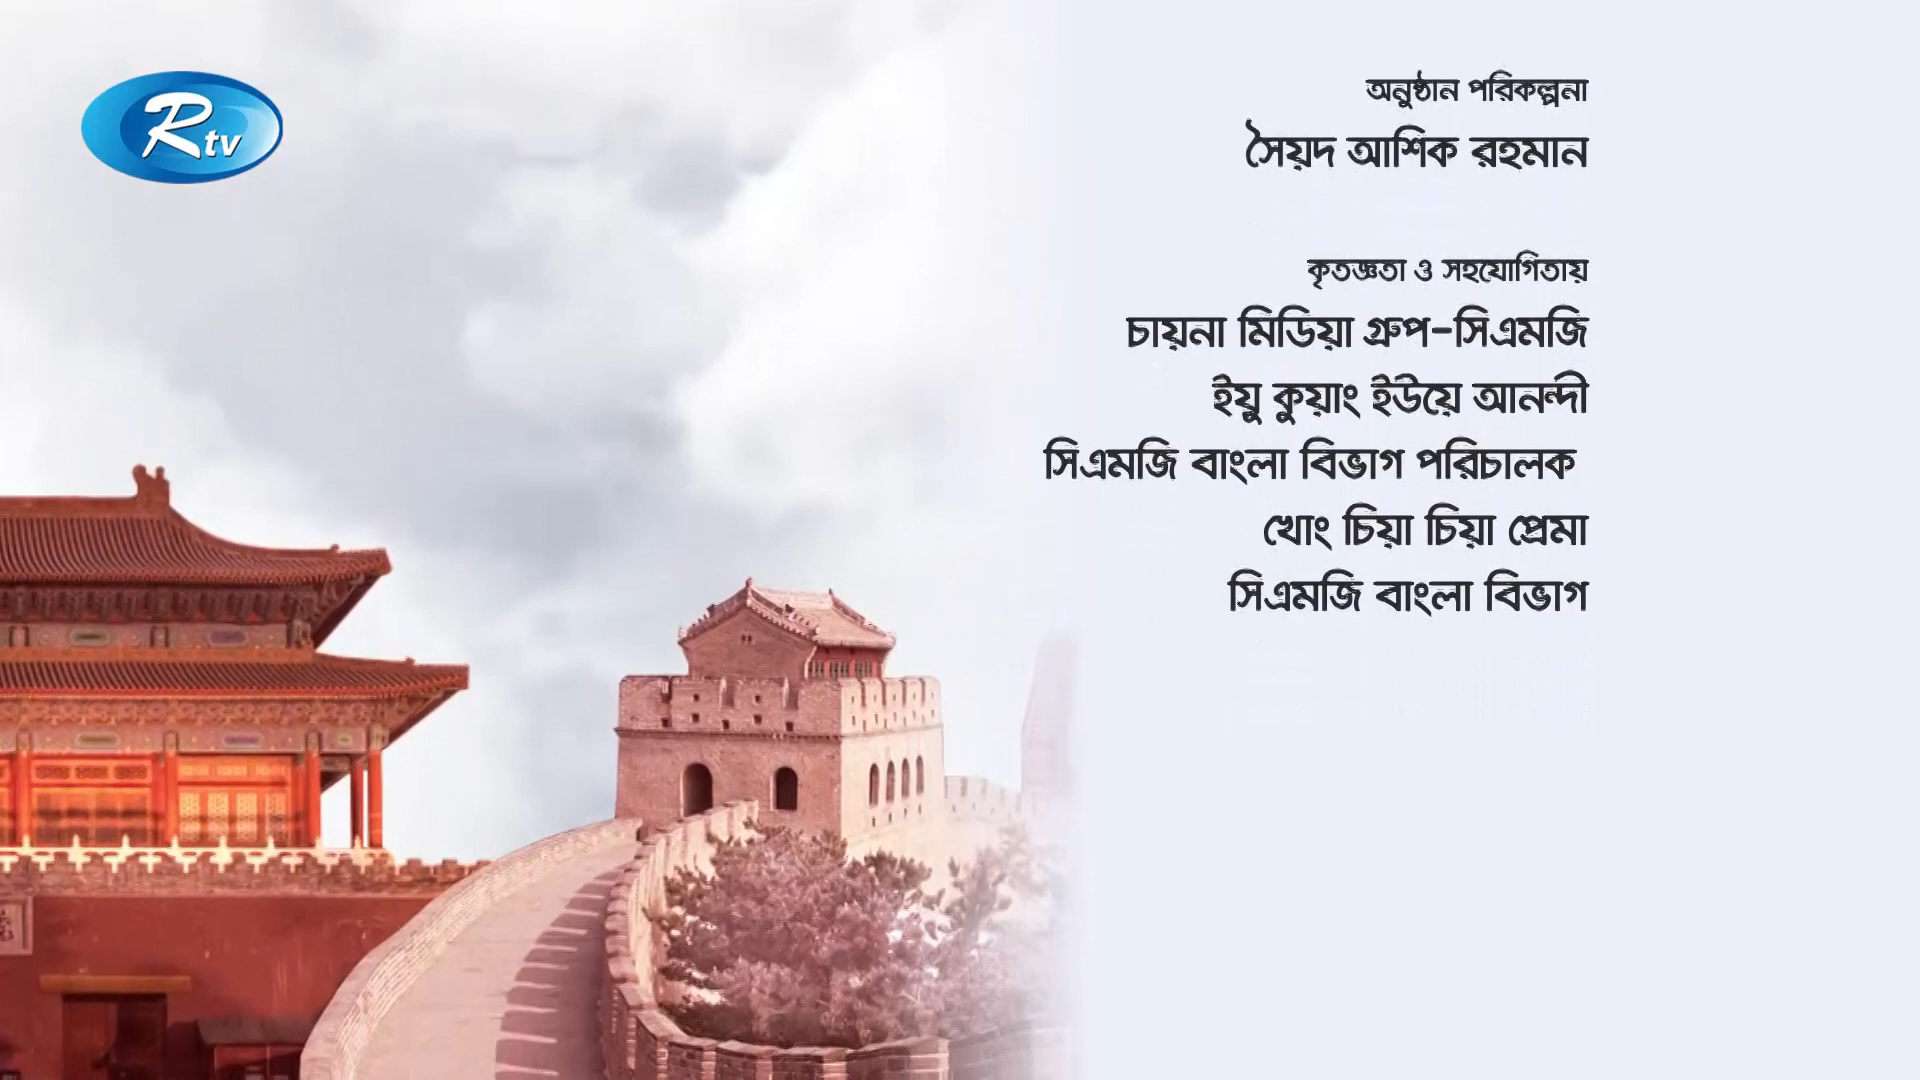 Rtv
অনুষ্ঠান পরিকল্পনা
সৈয়দ আশিক রহমান
কৃতজ্ঞতা ও সহযোগিতায়
চায়না মিডিয়া গ্রুপ-সিএমজি
ইয়ু কুয়াং ইউয়ে আনন্দী
সিএমজি বাংলা বিভাগ পরিচালক
খোং চিয়া চিয়া প্রেমা
সিএমজি বাংলা বিভাগ